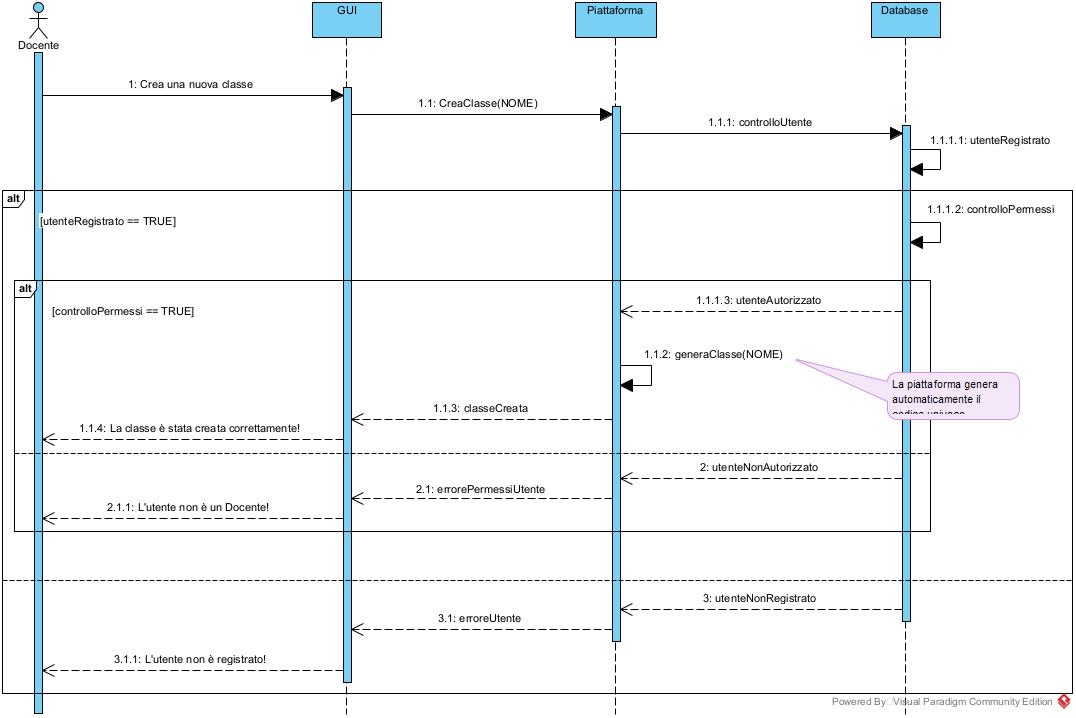 Docente
GUI
Piattaforma
Database
1: Crea una nuova classe
1.1: CreaClasse(NOME)
1.1.1: controlloUtente
1.1.1.1: utenteRegistrato
alt
[utenteRegistrato == TRUE]
1.1.1.2: controlloPermessi
alt
[controlloPermessi == TRUE]
1.1.1.3: utenteAutorizzato
1.1.2: generaClasse(NOME)
La piattaforma genera
automaticamente il
1.1.3: classeCreata
1.1.4: La classe è stata creata correttamente!
2: utenteNonAutorizzato
2.1: errorePermessiUtente
2.1.1: L'utente non è un Docente!
3: utenteNonRegistrato
3.1: erroreUtente
3.1.1: L'utente non è registrato!
Powered By Visual Paradigm Community Edition